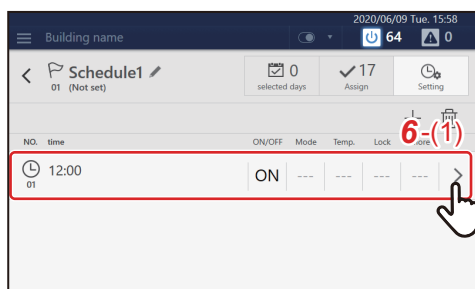 2020/06/09 Tue. 15:58
Building name
64
0
Schedule1
01 (Not set)
0
selected days
17
Assign
Setting
6-(1)
NO. time ON/OFF Mode Temp. Lock
12:00 ON --- --- --- ---
01